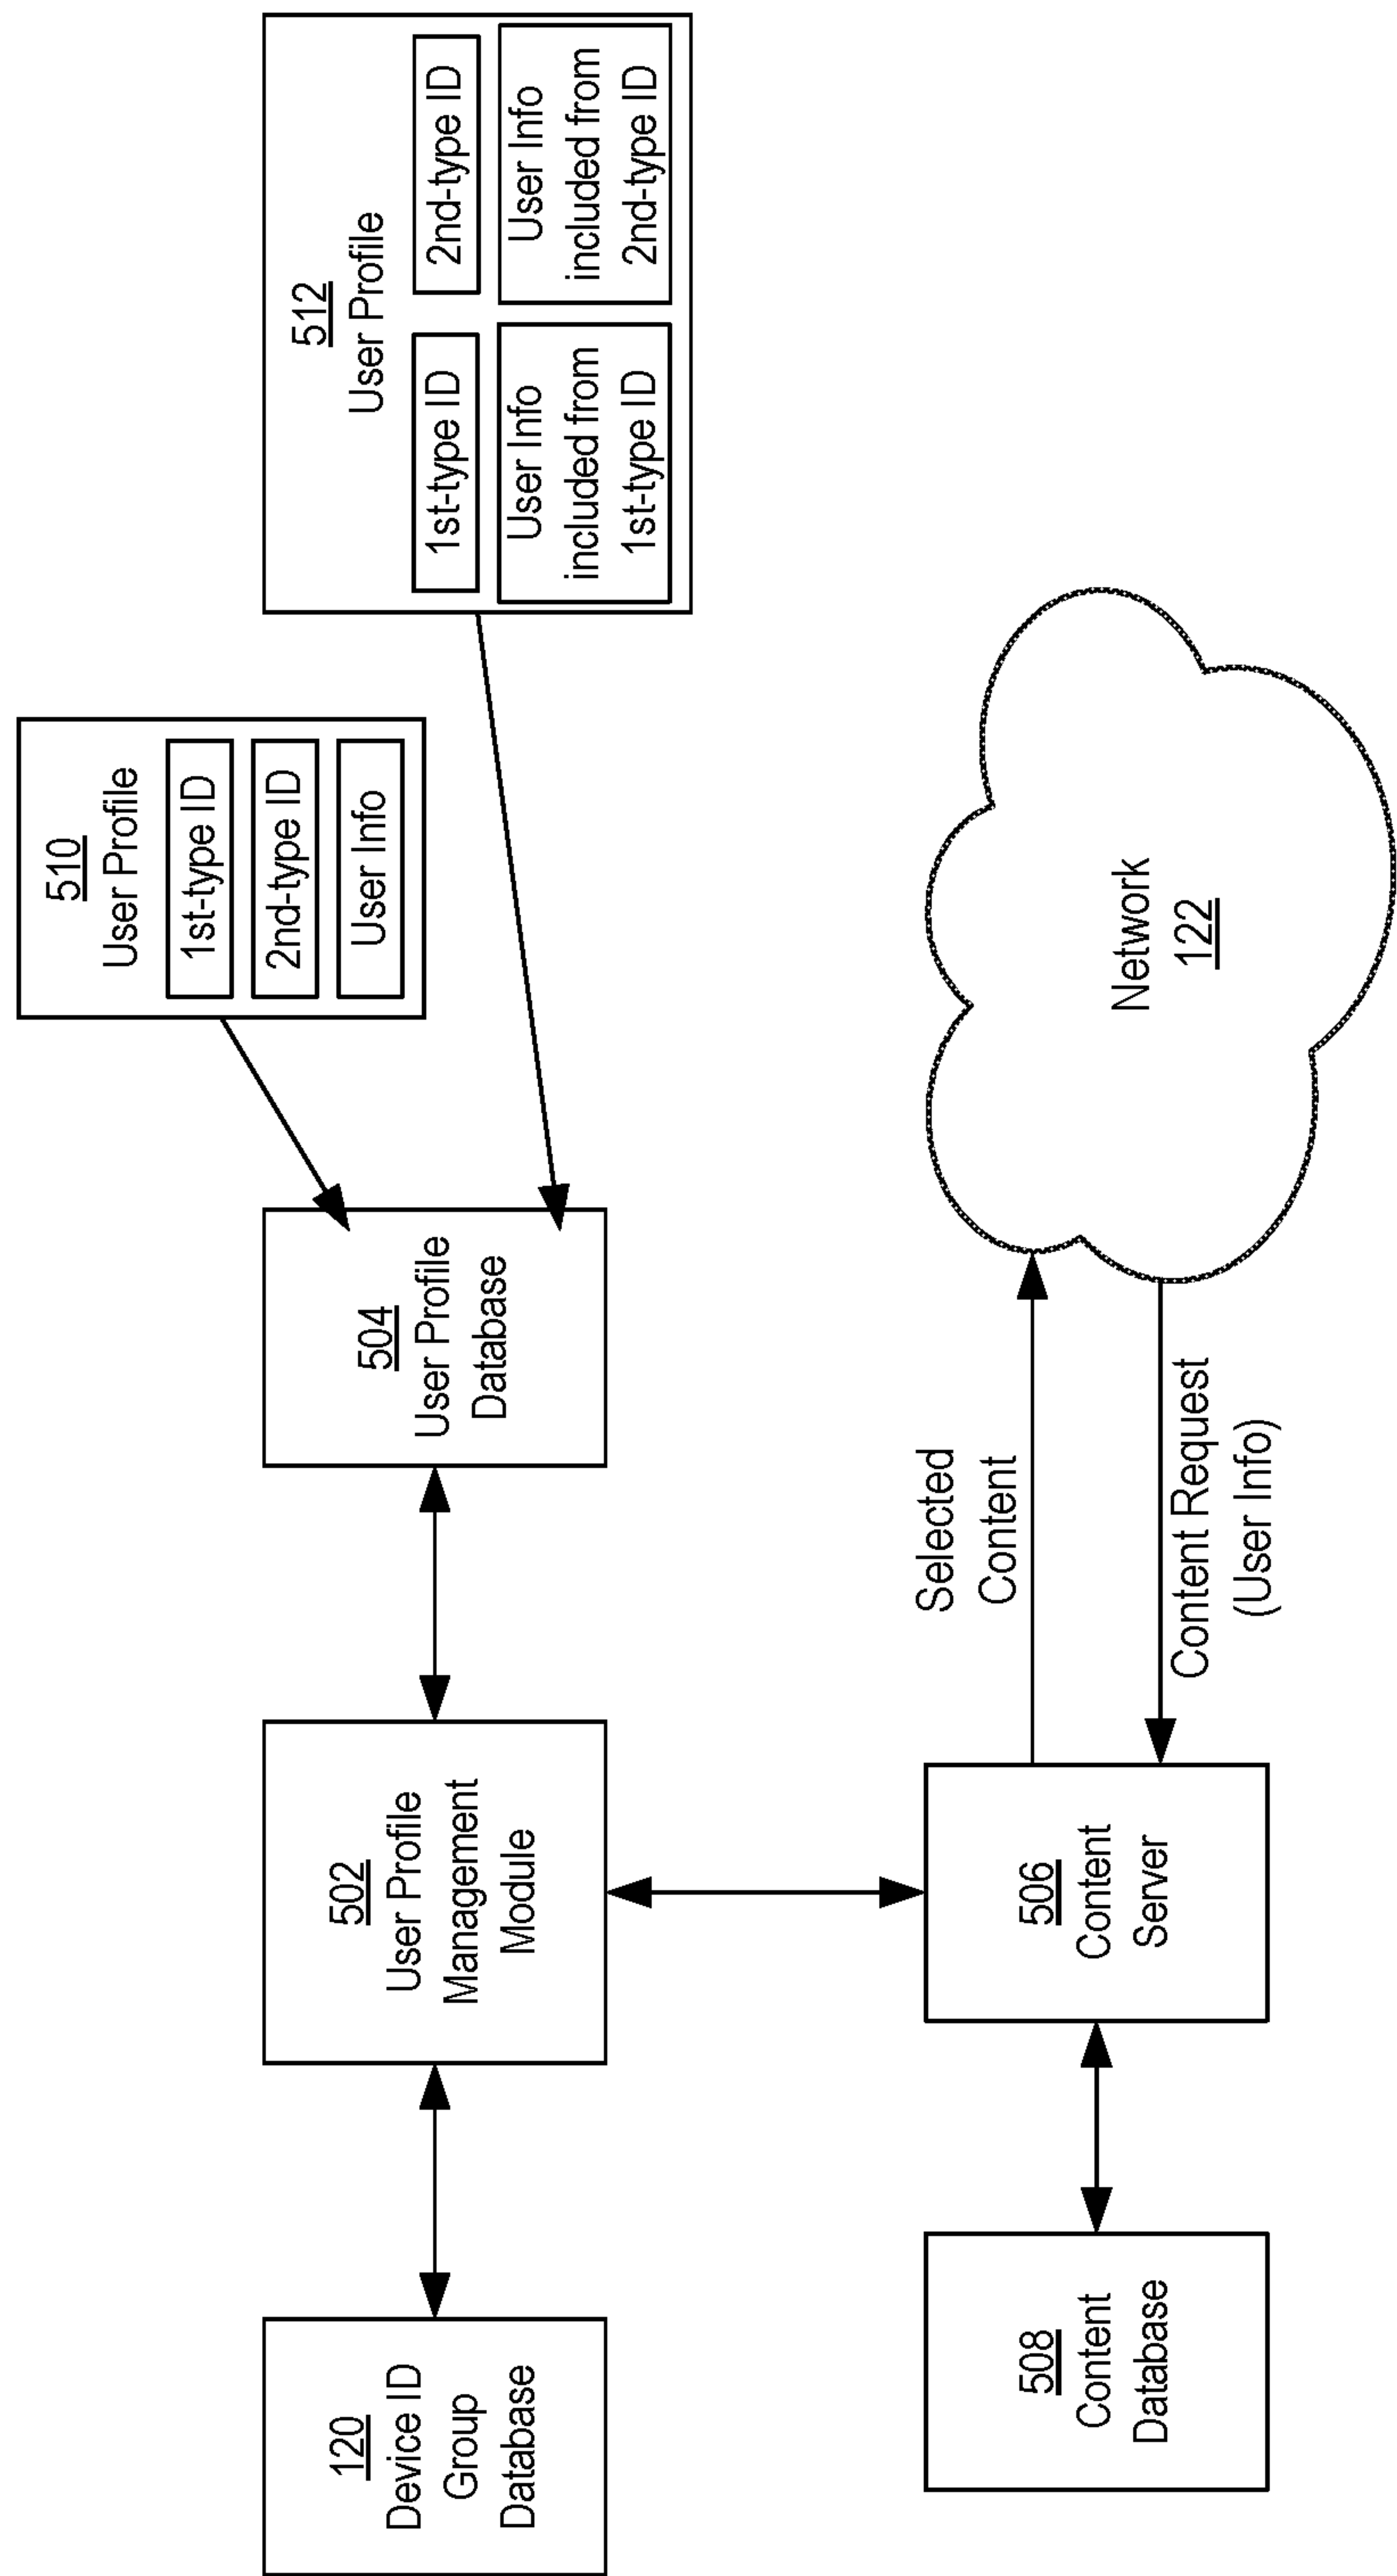 120
Device ID
Group
Database
502
User Profile
Management
Module
504
User Profile
Database
510
User Profile
1st-type ID
2nd-type ID
User Info
512
User Profile
1st-type ID
2nd-type ID
User Info
included from
1st-type ID
User Info
included from
2nd-type ID
508
Content
Database
506
Content
Server
Selected
Content
Content Request
(User Info)
Network
122